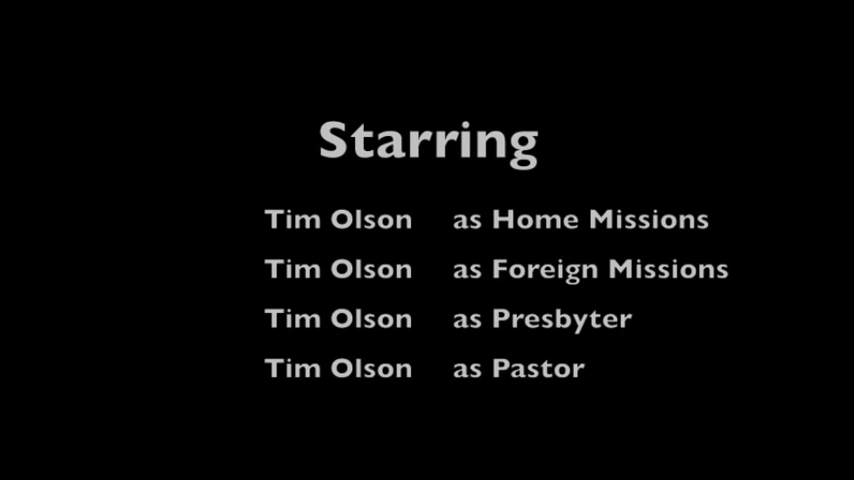 Starring
Tim Olson as Home Missions
Tim Olson as Foreign Missions
Tim Olson as Presbyter
Tim Olson as Pastor